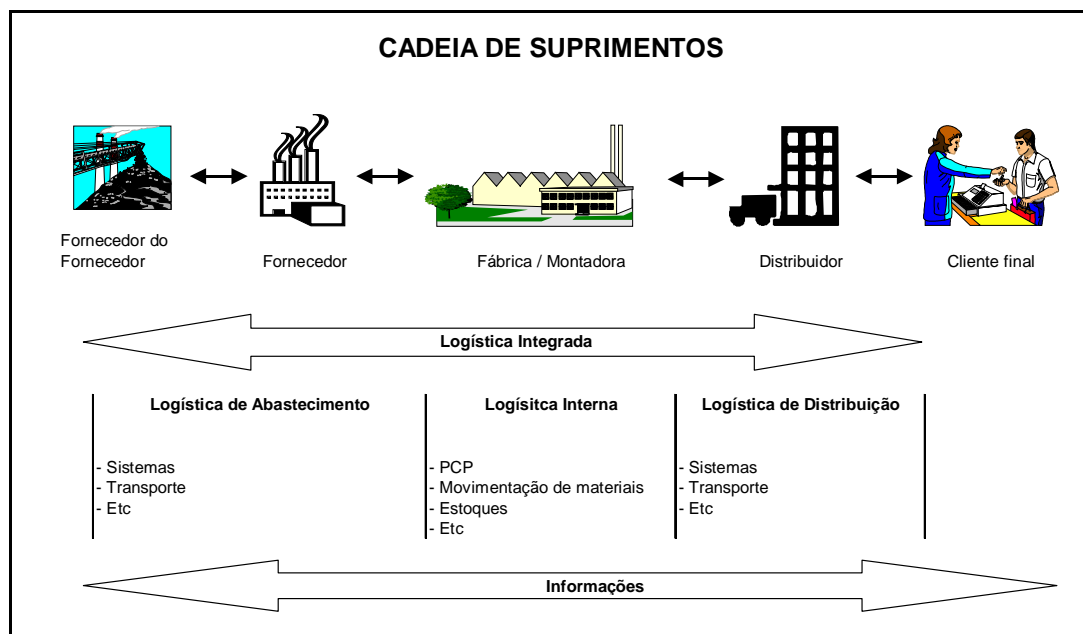 CADEIA DE SUPRIMENTOS
Fornecedor do
Fornecedor
Fornecedor
Fábrica / Montadora
Distribuidor
Cliente final
Logística Integrada
Logística de Abastecimento
- Sistemas
- Transporte
- Etc
Logísitca Interna
- PCP
- Movimentação de materiais
- Estoques
- Etc
Logística de Distribuição
- Sistemas
- Transporte
- Etc
Informações